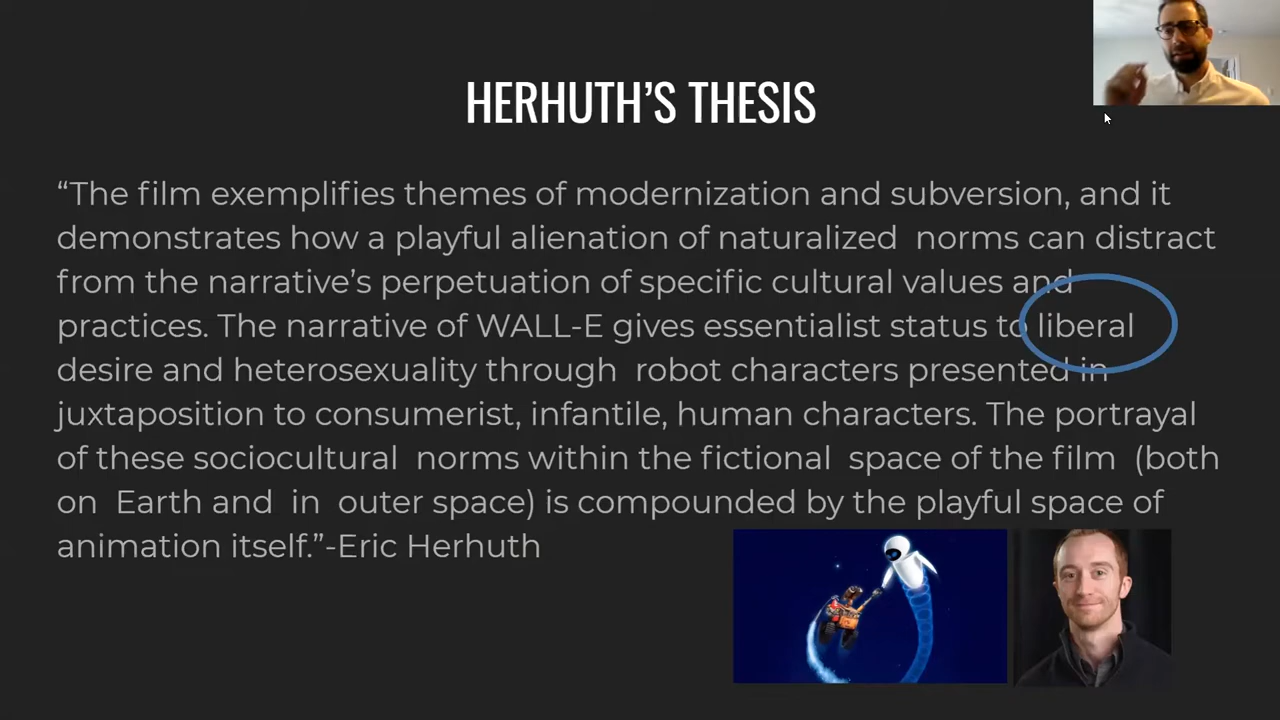 HERHUTH'S THESIS
“The film exemplifies themes of modernization and subversion, and it
demonstrates how a playful alienation of naturalized  norms can distract
from the narrative’s perpetuation of specific cultural values and
practices. The narrative of WALL-E gives essentialist status to liberal
desire and heterosexuality through  robot characters presented in
juxtaposition to consumerist, infantile, human characters. The portrayal
of these sociocultural  norms within the fictional  space of the film  (both
on  Earth and  in  outer space) is compounded by the playful space of
animation itself.”-Eric Herhuth